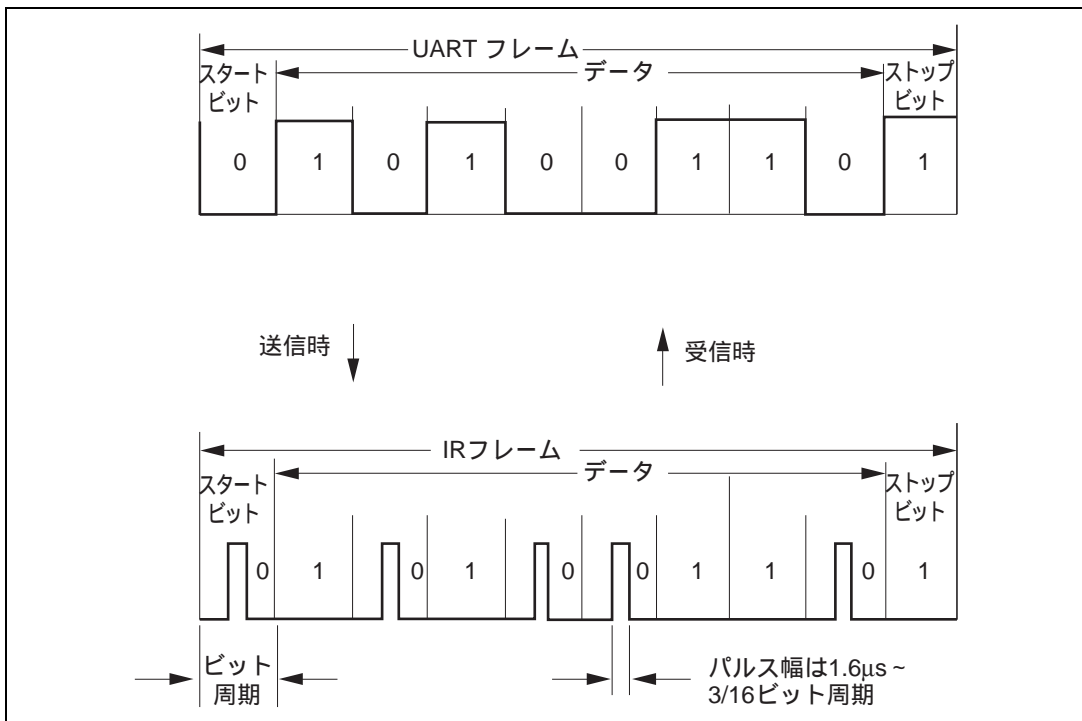 UART フレーム
スタート
ビット
データ
ストップ
ビット
0 1 0 1 0 0 1 1 0 1
送信時
受信時
IRフレーム
スタート
ビット
データ
ストップ
ビット
0 1 0 1 0 0 1 1 0 1
ビット
周期
パルス幅は1.6μs ~
3/16ビット周期